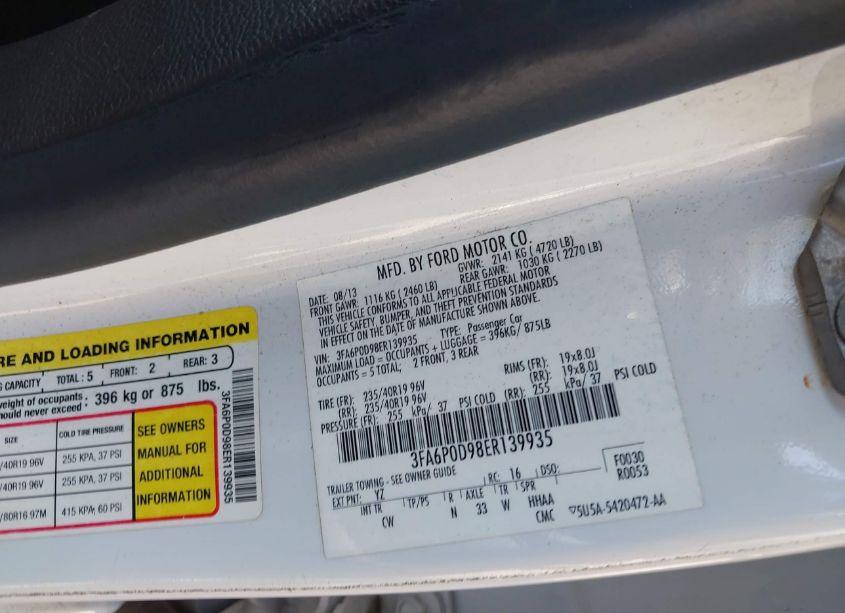 RE AND LOADING INFORMATION
G CAPACITY TOTAL: 5 FRONT: 2 REAR: 3
weight of occupants
should never exceed : 396 kg or 875 lbs.
SIZE COLD TIRE PRESSURE
/40R19 96V 255 KPA, 37 PSI
/40R19 96V 255 KPA, 37 PSI
/80R16 97M 415 KPA, 60 PSI
SEE OWNERS
MANUAL FOR
ADDITIONAL
INFORMATION
3FA6P0D98ER139935
MFD. BY FORD MOTOR CO.
DATE: 08/13 GVWR: 2141 KG ( 4720 LB)
FRONT GAWR: 1116 KG ( 2460 LB) REAR GAWR: 1030 KG ( 2270 LB)
THIS VEHICLE CONFORMS TO ALL APPLICABLE FEDERAL MOTOR
VEHICLE SAFETY, BUMPER, AND THEFT PREVENTION STANDARDS
IN EFFECT ON THE DATE OF MANUFACTURE SHOWN ABOVE.
VIN: 3FA6P0D98ER139935 TYPE: Passenger Car
MAXIMUM LOAD = OCCUPANTS + LUGGAGE = 396KG/ 875LB
OCCUPANTS = 5 TOTAL; 2 FRONT, 3 REAR
TIRE (FR): 235/40R19 96V RIMS (FR): 19x8.0J
(RR): 235/40R19 96V (RR): 19x8.0J
PRESSURE (FR): 255 kPa/ 37 PSI COLD (RR): 255 kPa/ 37 PSI COLD
3FA6P0D98ER139935
TRAILER TOWING - SEE OWNER GUIDE
EXT PNT: YZ RC: 16 DSO: F0030
R0053
INT TR TP/PS R AXLE TR SPR
CW N 33 W HHAA
CMC 5U5A-5420472-AA